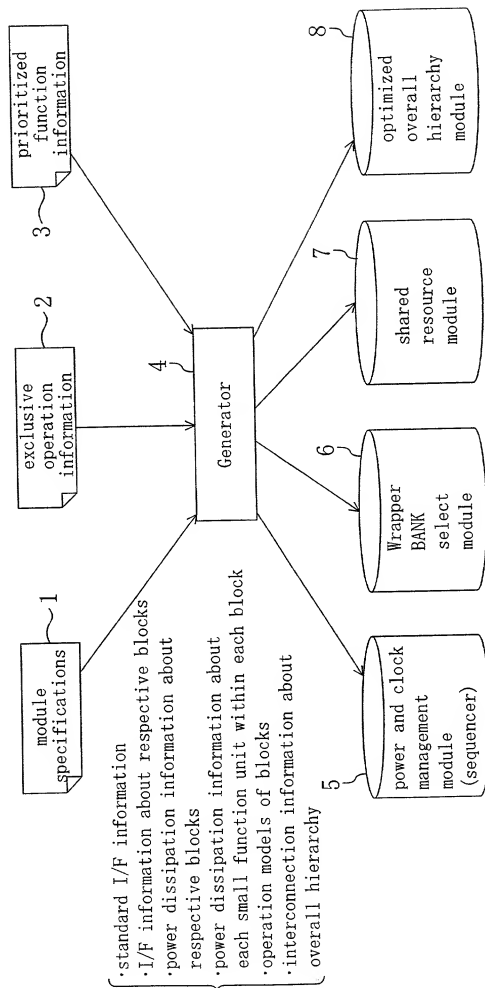 module
specifications
1
exclusive
operation
information
2
prioritized
function
information
3
·standard I/F information
·I/F information about respective blocks
·power dissipation information about
respective blocks
·power dissipation information about
each small function unit within each block
·operation models of blocks
·interconnection information about
overall hierarchy
Generator
4
power and clock
management
module
(sequencer)
5
Wrapper
BANK
select
module
6
shared
resource
module
7
optimized
overall
hierarchy
module
8